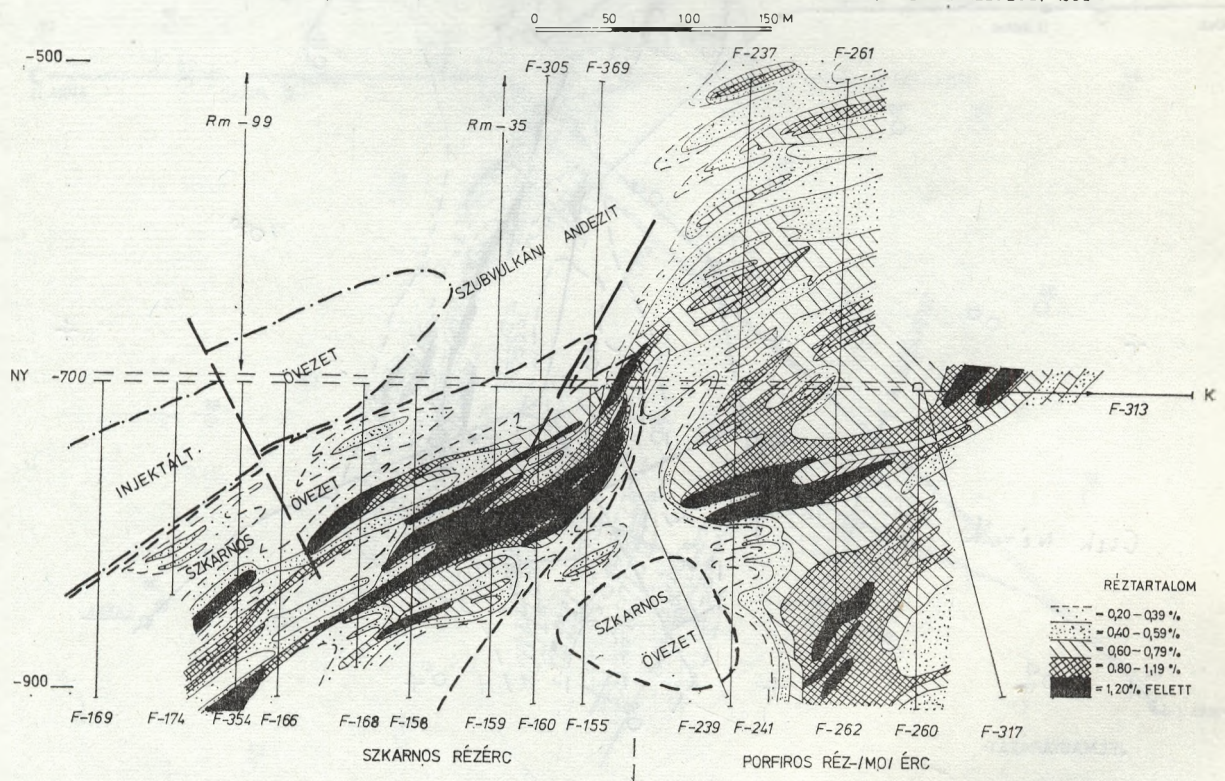 0 50 100 150 M
-500
F-305 F-369 F-237 F-261
Rm-99 Rm-35
SZUBVULKÁNI ANDEZIT
ÖVEZET
NY -700 K
F-313
INJEKTÁLT
ÖVEZET
SZKARNOS
SZKARNOS
ÖVEZET
RÉZTARTALOM
= 0,20-0,39 %
= 0,40-0,59 %
= 0,60-0,79 %
= 0.80-1,19 %
= 1,20% FELETT
-900
F-169 F-174 F-354 F-166 F-168 F-158 F-159 F-160 F-155 F-239 F-241 F-262 F-260 F-317
SZKARNOS RÉZÉRC PORFIROS RÉZ-/MO/ ÉRC